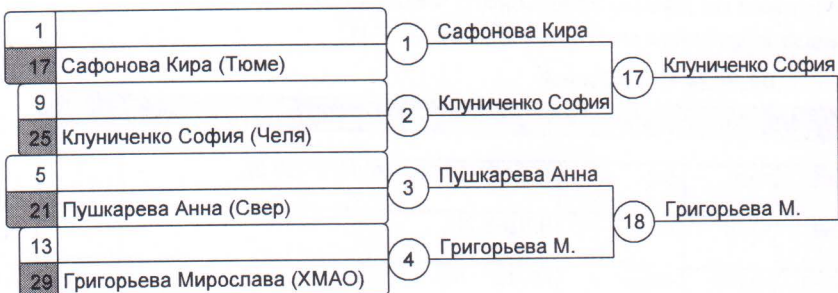 1
17 Сафонова Кира (Тюме)
1 Сафонова Кира
17 Клуниченко София
9
25 Клуниченко София (Челя)
2 Клуниченко София
5
21 Пушкарева Анна (Свер)
3 Пушкарева Анна
18 Григорьева М.
13
29 Григорьева Мирослава (ХМАО)
4 Григорьева М.